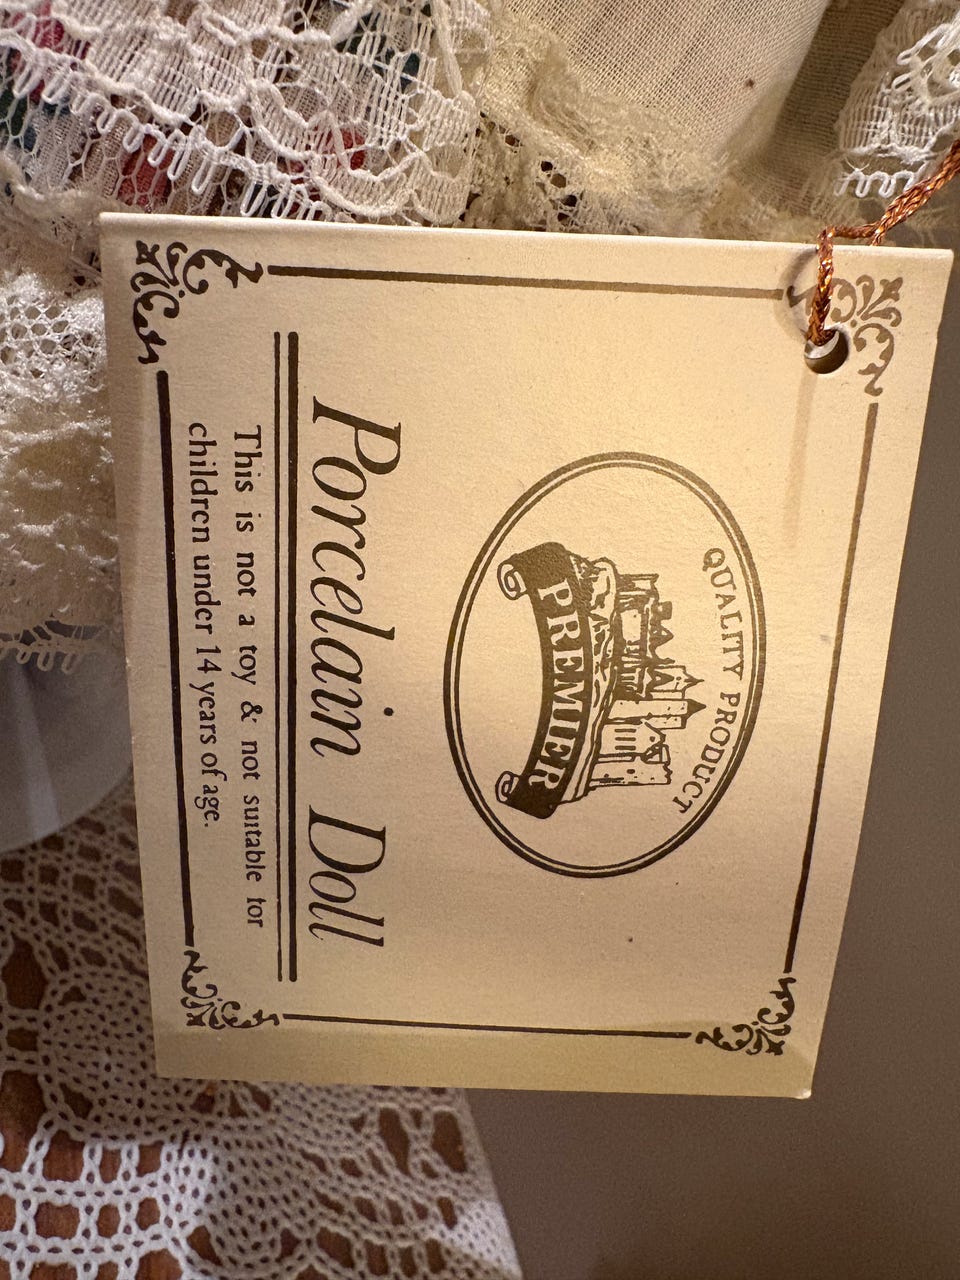 QUALITY PRODUCT
PREMIER
Porcelain Doll
This is not a toy & not suitable for
children under 14 years of age.